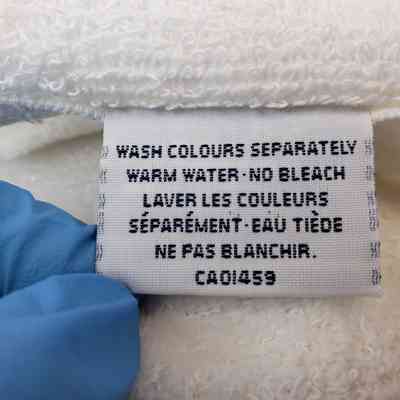 WASH COLOURS SEPARATELY
WARM WATER·NO BLEACH
LAVER LES COULEURS
SÉPARÉMENT·EAU TIÈDE
NE PAS BLANCHIR.
CA01459